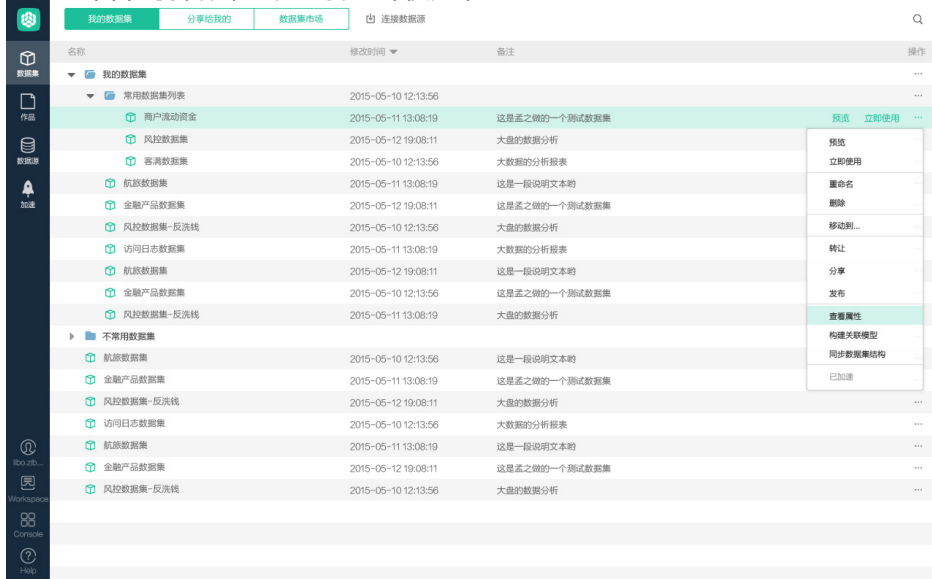 我的数据集 分享给我的 数据集市场 连接数据源
名称 修改时间 备注 操作
数据集
我的数据集 ...
常用数据集列表 2015-05-10 12:13:56 ...
作品
商户流动资金 2015-05-11 13:08:19 这是孟之做的一个测试数据集 预览 立即使用 ...
风控数据集 2015-05-12 19:08:11 大盘的数据分析
预览
数据源
客满数据集 2015-05-10 12:13:56 大数据的分析报表
立即使用
航旅数据集 2015-05-11 13:08:19 这是一段说明文本哟
重命名
加速
金融产品数据集 2015-05-12 19:08:11 这是孟之做的一个测试数据集
删除
风控数据集-反洗钱 2015-05-10 12:13:56 大盘的数据分析
移动到...
访问日志数据集 2015-05-11 13:08:19 大数据的分析报表
转让
航旅数据集 2015-05-12 19:08:11 这是一段说明文本哟
分享
金融产品数据集 2015-05-10 12:13:56 这是孟之做的一个测试数据集
发布
风控数据集-反洗钱 2015-05-11 13:08:19 大盘的数据分析
查看属性
不常用数据集
构建关联模型
航旅数据集 2015-05-10 12:13:56 这是一段说明文本哟
同步数据集结构
金融产品数据集 2015-05-11 13:08:19 这是孟之做的一个测试数据集
已加速
风控数据集-反洗钱 2015-05-12 19:08:11 大盘的数据分析 ...
访问日志数据集 2015-05-10 12:13:56 大数据的分析报表 ...
航旅数据集 2015-05-11 13:08:19 这是一段说明文本哟 ...
libo.ztb...
金融产品数据集 2015-05-12 19:08:11 这是孟之做的一个测试数据集 ...
风控数据集-反洗钱 2015-05-10 12:13:56 大盘的数据分析 ...
Workspace
Console
Help